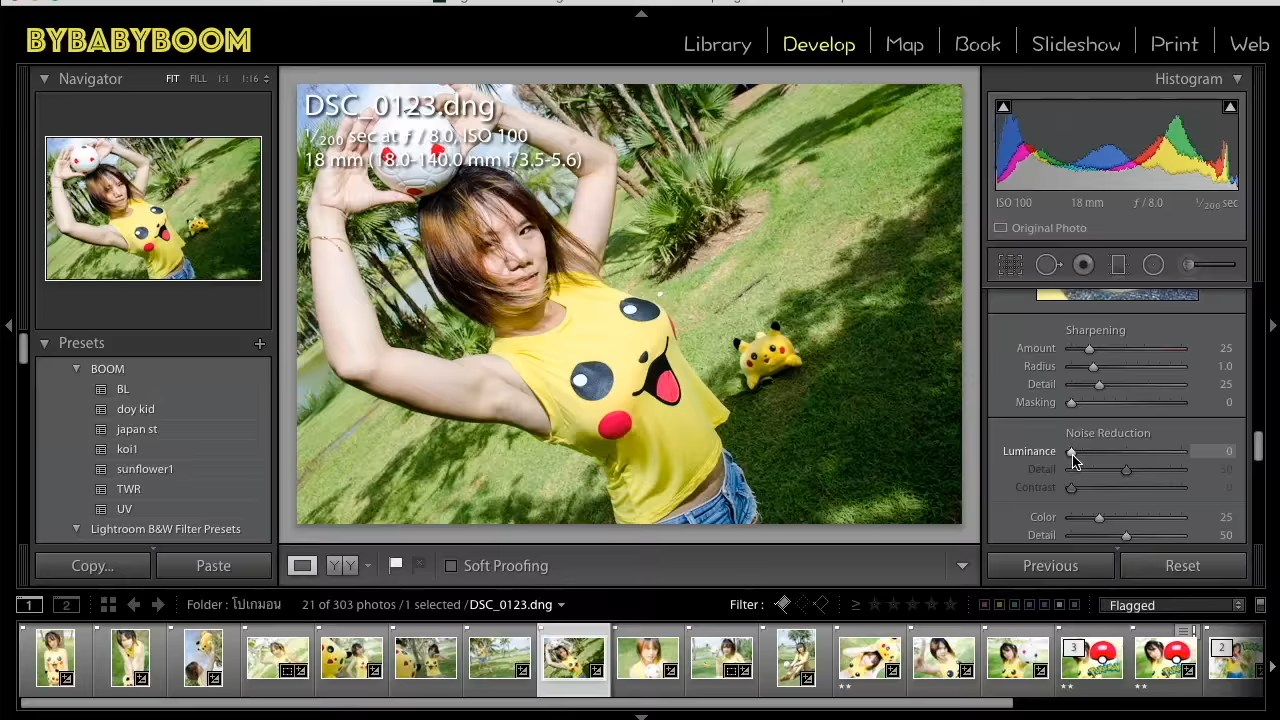 BYBABYBOOM
Library
Develop
Map
Book
Slideshow
Print
Web
Navigator
FIT
FILL
1:1
1:16
DSC_0123.dng
1/200 sec at ƒ / 8.0, ISO 100
18 mm (18.0-140.0 mm f/3.5-5.6)
Histogram
ISO 100
18 mm
ƒ / 8.0
1/200 sec
Original Photo
Presets
BOOM
BL
doy kid
japan st
koi1
sunflower1
TWR
UV
Lightroom B&W Filter Presets
Sharpening
Amount 25
Radius 1.0
Detail 25
Masking 0
Noise Reduction
Luminance 0
Detail 50
Contrast 0
Color 25
Detail 50
Copy...
Paste
YY
Soft Proofing
Previous
Reset
1
2
Folder : โปเกมอน
21 of 303 photos /1 selected /DSC_0123.dng
Filter :
≥
Flagged
3
2